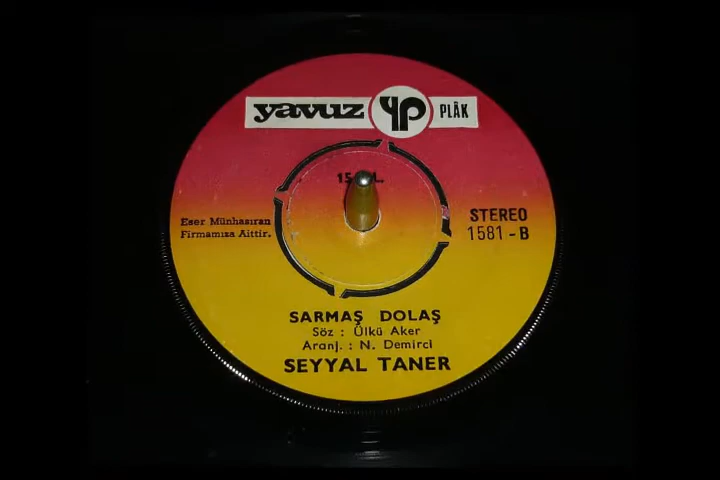 yavuz yp PLÂK
Eser Münhasıran
Firmamıza Aittir.
STEREO
1581 - B
SARMAŞ DOLAŞ
Söz : Ülkü Aker
Aranj. : N. Demirci
SEYYAL TANER